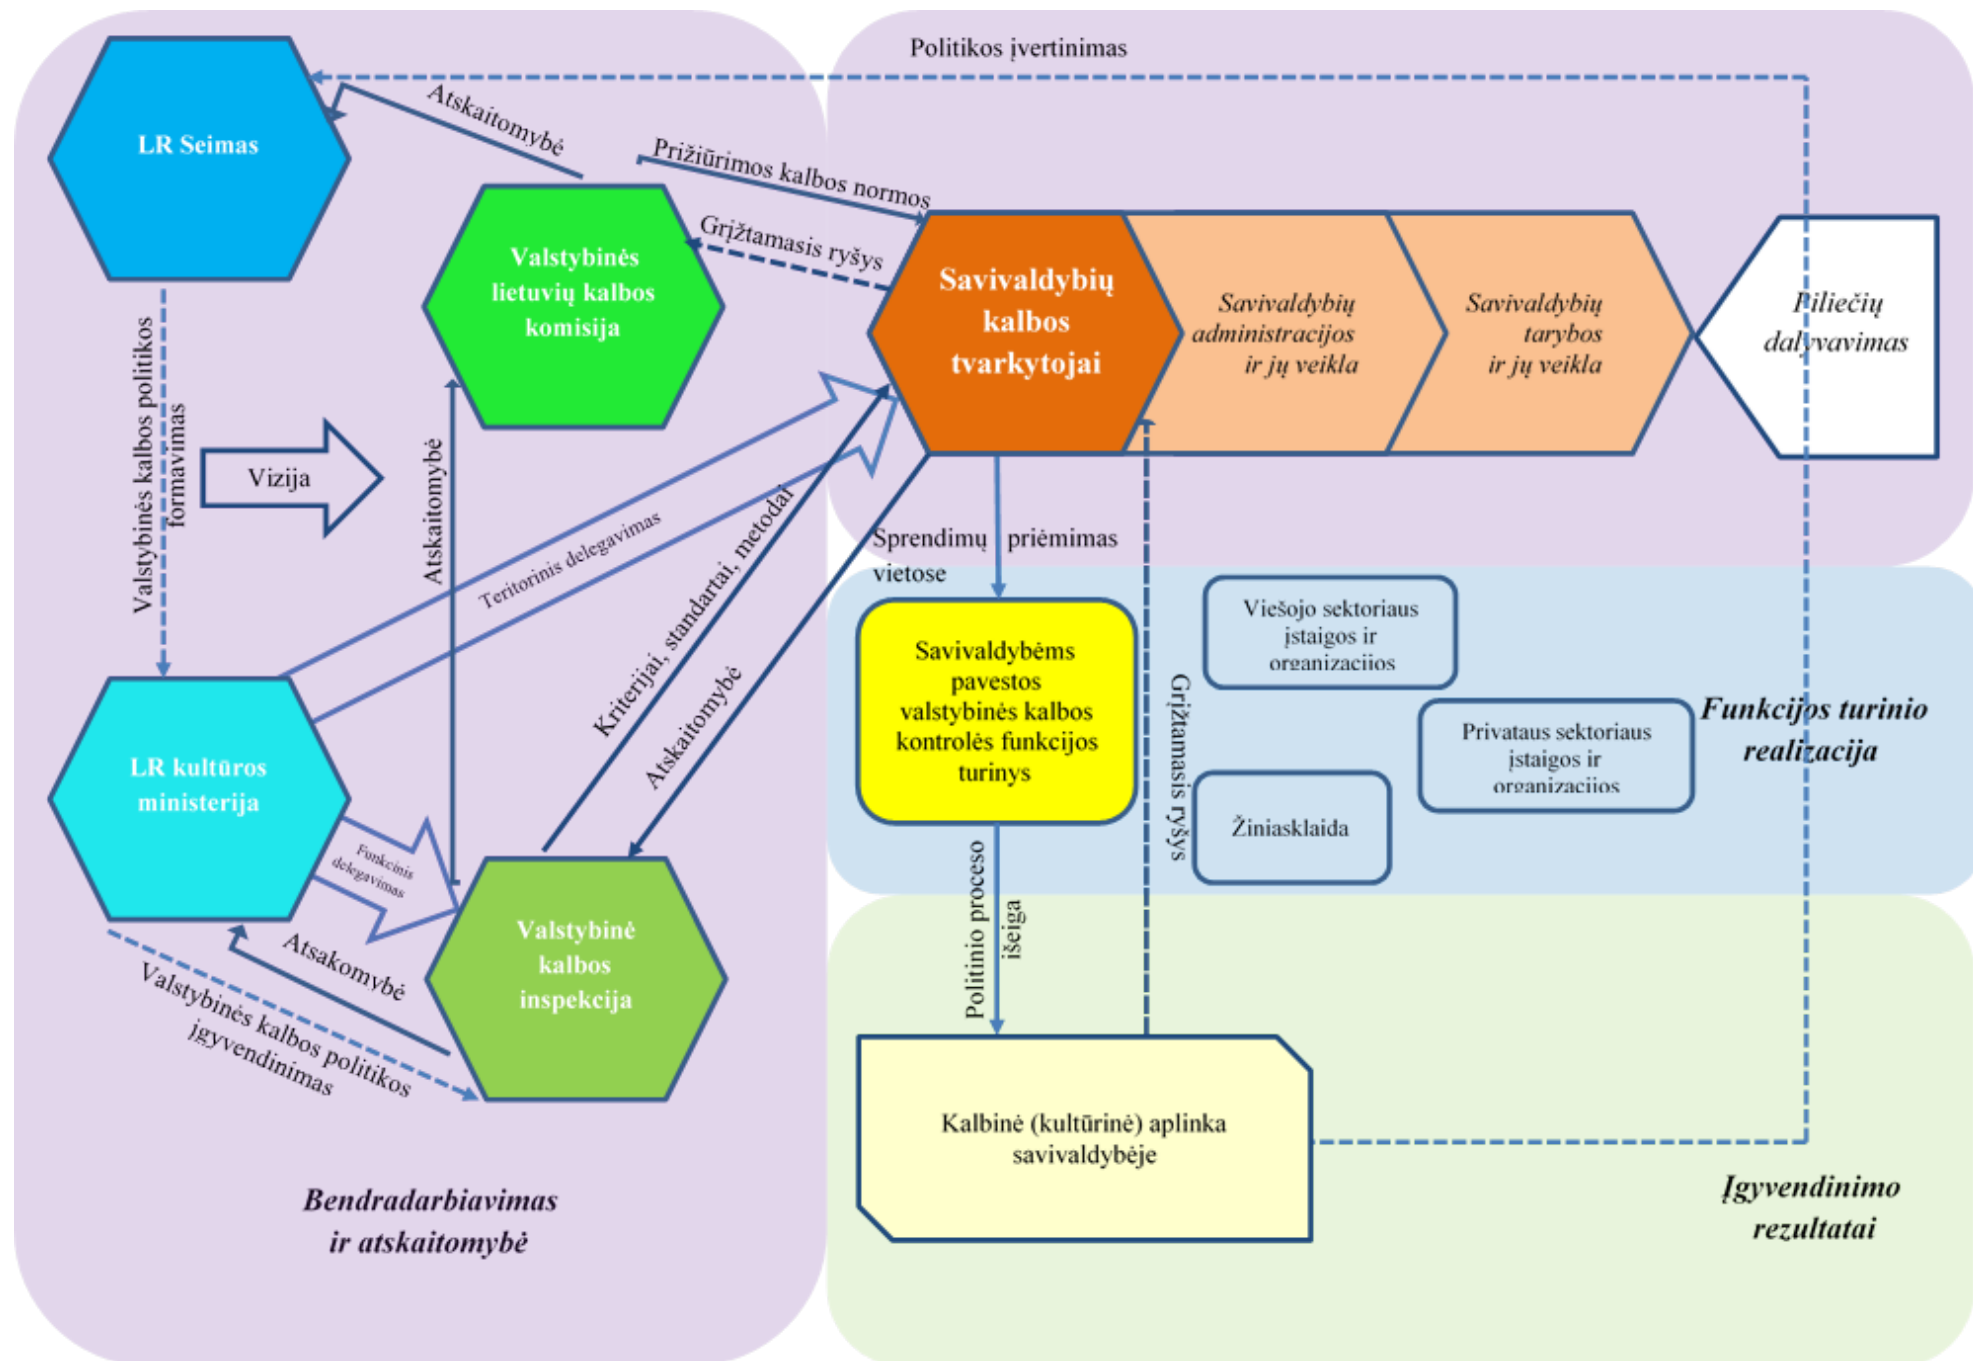 Politikos įvertinimas
LR Seimas
Atskaitomybė
Prižiūrimos kalbos normos
Grįžtamasis ryšys
Valstybinės
lietuvių kalbos
komisija
Savivaldybių
kalbos
tvarkytojai
Savivaldybių
administracijos
ir jų veikla
Savivaldybių
tarybos
ir jų veikla
Piliečių
dalyvavimas
Valstybinės kalbos politikos
formavimas
Vizija
Atskaitomybė
Teritorinis delegavimas
Kriterijai, standartai, metodai
Atskaitomybė
Sprendimų priėmimas
vietose
Savivaldybėms
pavestos
valstybinės kalbos
kontrolės funkcijos
turinys
Grįžtamasis ryšys
Viešojo sektoriaus
įstaigos ir
organizacijos
Privataus sektoriaus
įstaigos ir
organizacijos
Žiniasklaida
Funkcijos turinio
realizacija
LR kultūros
ministerija
Funkcinis
delegavimas
Atsakomybė
Valstybinės kalbos politikos
įgyvendinimas
Valstybinė
kalbos
inspekcija
Politinio proceso
išeiga
Kalbinė (kultūrinė) aplinka
savivaldybėje
Bendradarbiavimas
ir atskaitomybė
Įgyvendinimo
rezultatai